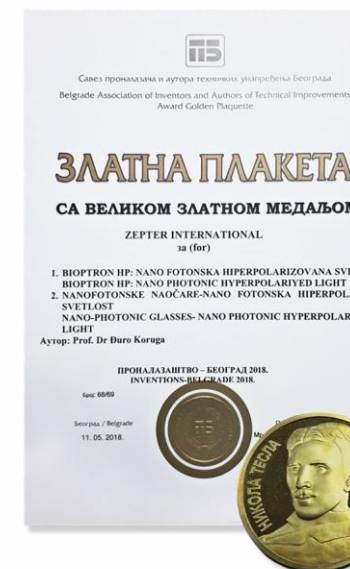 Савез проналазача и аутора техничких унапређења Београда
Belgrade Association of Inventors and Authors of Technical Improvements
Award Golden Plaquette
ЗЛАТНА ПЛАКЕТА
СА ВЕЛИКОМ ЗЛАТНОМ МЕДАЉОМ
ZEPTER INTERNATIONAL
за (for)
1. BIOPTRON HP: NANO FOTONSKA HIPERPOLARIZOVANA SVE
BIOPTRON HP: NANO PHOTONIC HYPERPOLARIYED LIGHT
2. NANOFOTONSKE NAOČARE-NANO FOTONSKA HIPERPOL
SVETLOST
NANO-PHOTONIC GLASSES- NANO PHOTONIC HYPERPOLAR
LIGHT
Аутор: Prof. Dr Đuro Koruga
ПРОНАЛАЗАШТВО – БЕОГРАД 2018.
INVENTIONS-BELGRADE 2018.
Број: 68/69
Београд / Belgrade
11. 05. 2018.
НИКОЛА ТЕСЛА